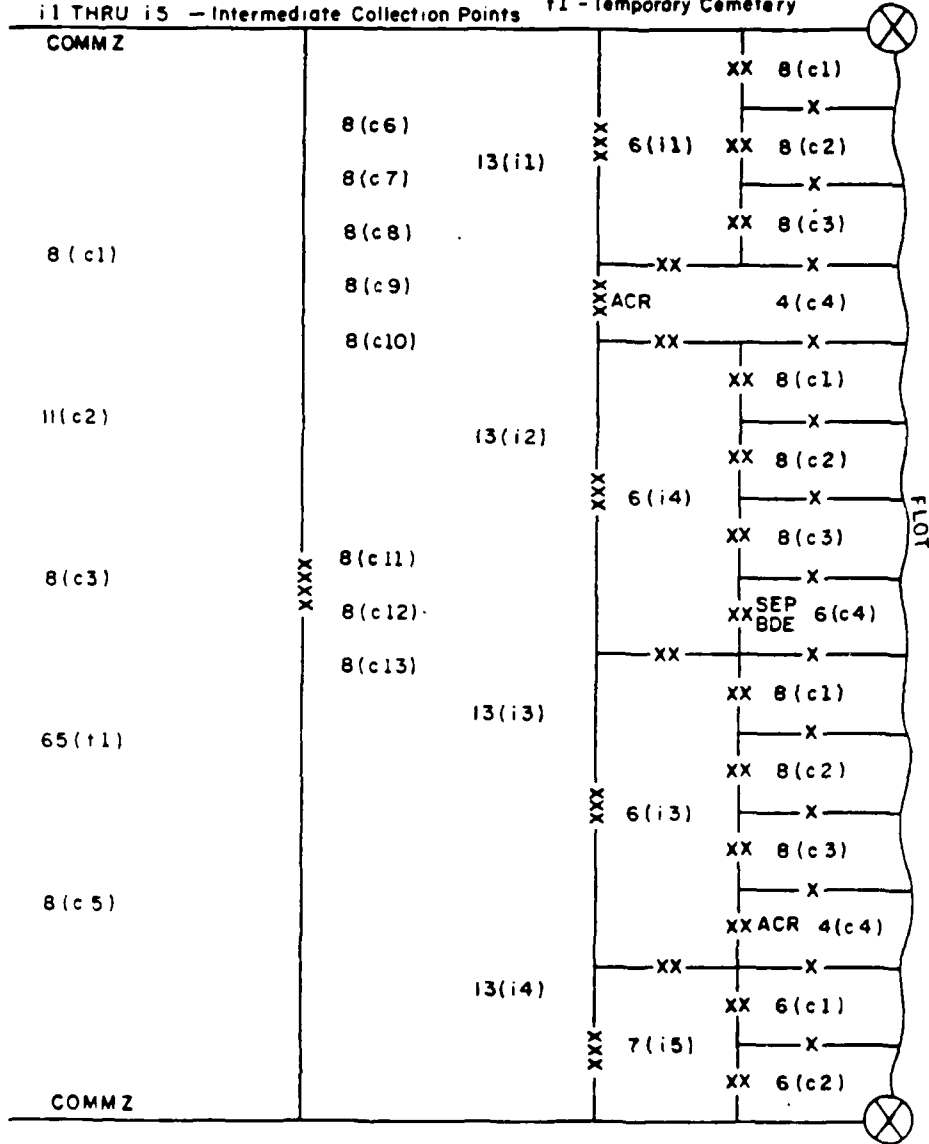 i1 THRU i5 – Intermediate Collection Points t1 - Temporary Cemetery
COMMZ
XX 8(c1)
X
8(c6)
XXX 6(i1) XX 8(c2)
13(i1)
8(c7)
X
8(c8)
XX 8(c3)
8(c1)
XX X
8(c9)
XXX ACR 4(c4)
8(c10)
XX X
XX 8(c1)
11(c2)
X
13(i2)
XX 8(c2)
XXX 6(i4)
X
FLOT
XX 8(c3)
8(c11)
8(c3)
XXXX
X
8(c12)
XX SEP BDE 6(c4)
XX X
8(c13)
XX 8(c1)
13(i3)
65(t1)
X
XX 8(c2)
XXX 6(i3)
X
XX 8(c3)
X
8(c5)
XX ACR 4(c4)
XX X
13(i4)
XX 6(c1)
XXX 7(i5)
X
XX 6(c2)
COMMZ